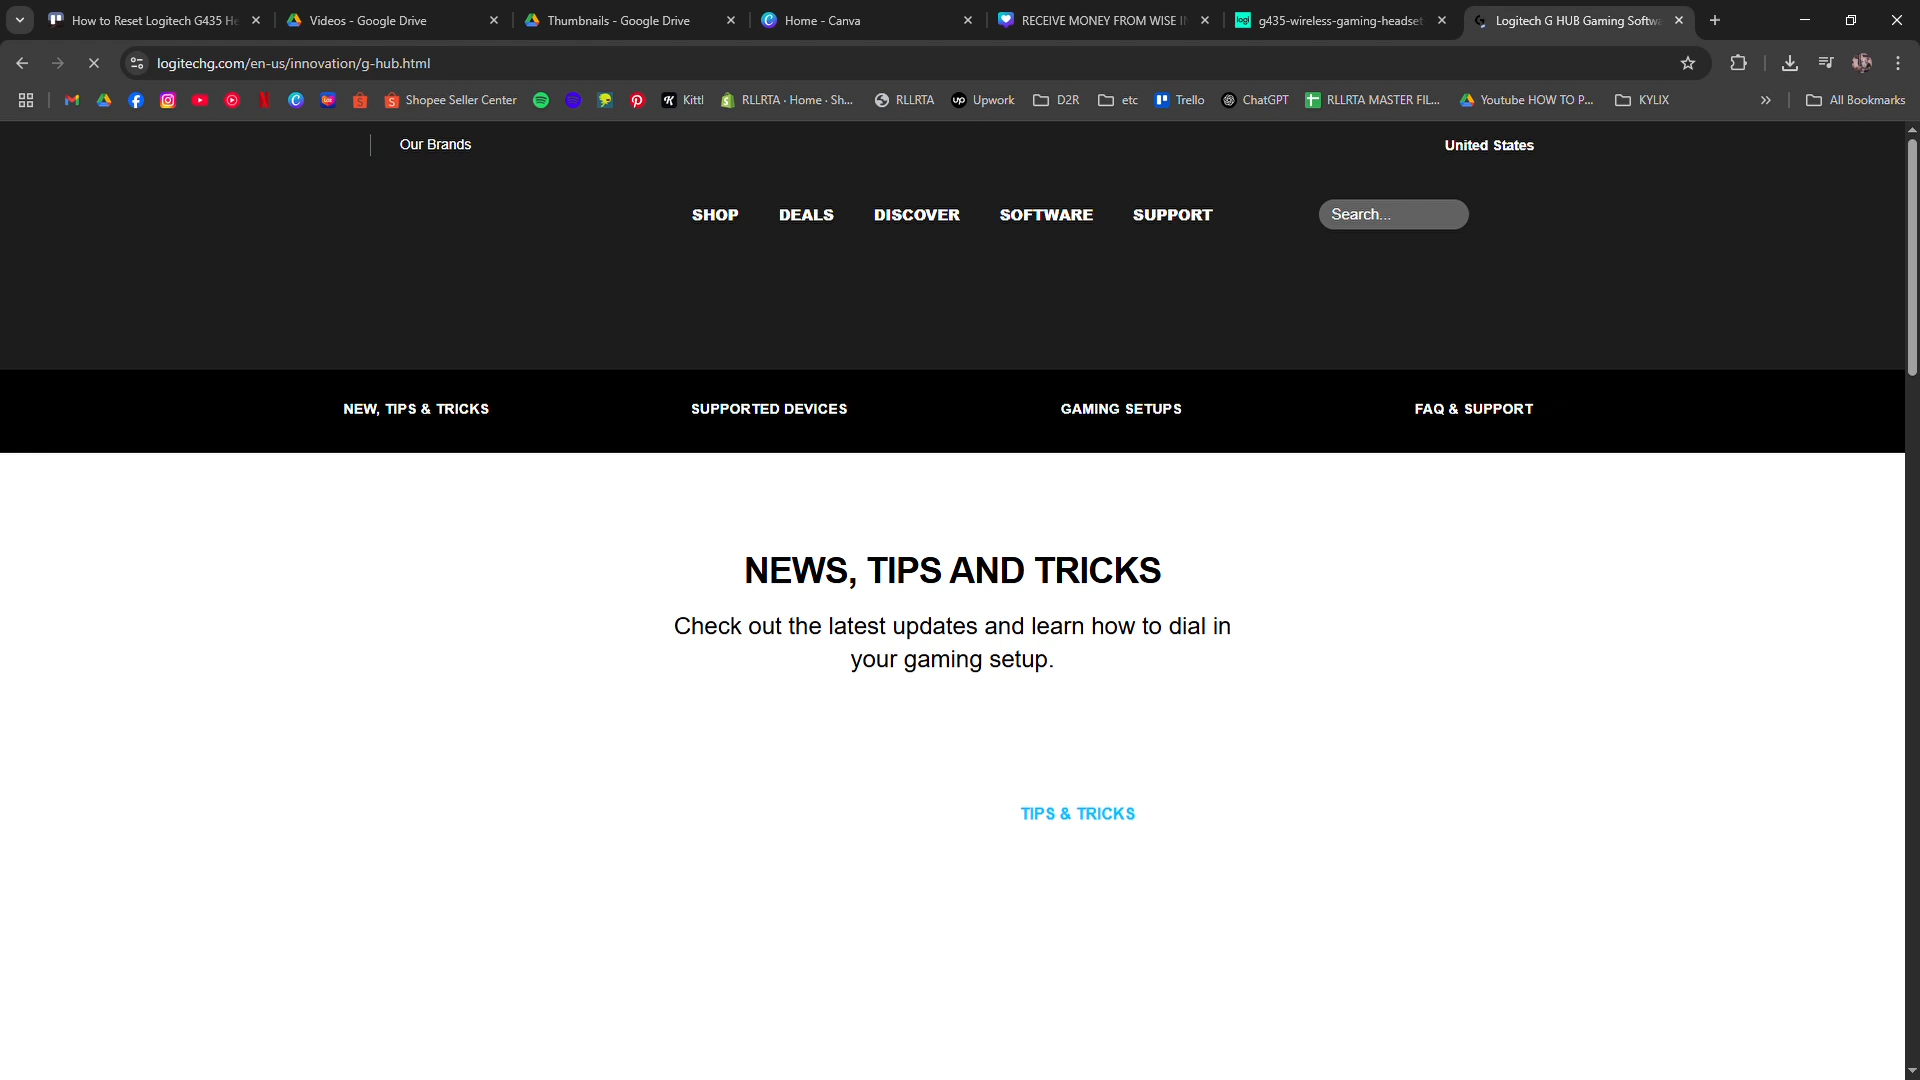 How to Reset Logitech G435 He
Videos - Google Drive
Thumbnails - Google Drive
Home - Canva
RECEIVE MONEY FROM WISE I
g435-wireless-gaming-headset
Logitech G HUB Gaming Softw
logitechg.com/en-us/innovation/g-hub.html
Shopee Seller Center
Kittl
RLLRTA · Home · Sh...
RLLRTA
Upwork
D2R
etc
Trello
ChatGPT
RLLRTA MASTER FIL...
Youtube HOW TO P...
KYLIX
All Bookmarks
Our Brands
United States
SHOP
DEALS
DISCOVER
SOFTWARE
SUPPORT
Search...
NEW, TIPS & TRICKS
SUPPORTED DEVICES
GAMING SETUPS
FAQ & SUPPORT
NEWS, TIPS AND TRICKS
Check out the latest updates and learn how to dial in
your gaming setup.
TIPS & TRICKS